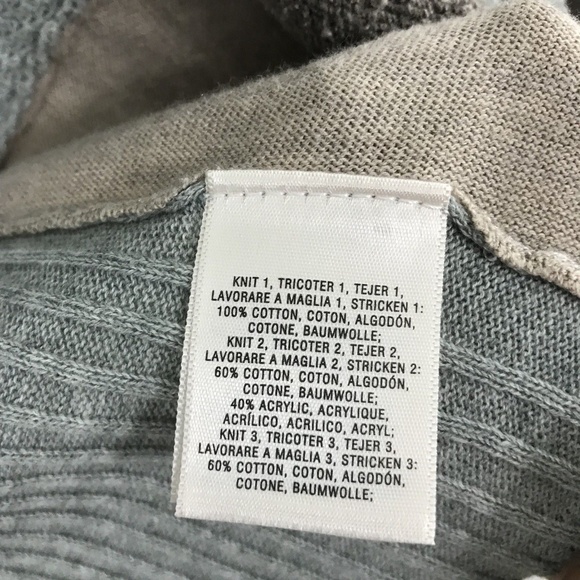 KNIT 1, TRICOTER 1, TEJER 1,
LAVORARE A MAGLIA 1, STRICKEN 1:
100% COTTON, COTON, ALGODÓN,
COTONE, BAUMWOLLE;
KNIT 2, TRICOTER 2, TEJER 2,
LAVORARE A MAGLIA 2, STRICKEN 2:
60% COTTON, COTON, ALGODÓN,
COTONE, BAUMWOLLE;
40% ACRYLIC, ACRYLIQUE,
ACRÍLICO, ACRILICO, ACRYL;
KNIT 3, TRICOTER 3, TEJER 3,
LAVORARE A MAGLIA 3, STRICKEN 3:
60% COTTON, COTON, ALGODÓN,
COTONE, BAUMWOLLE;